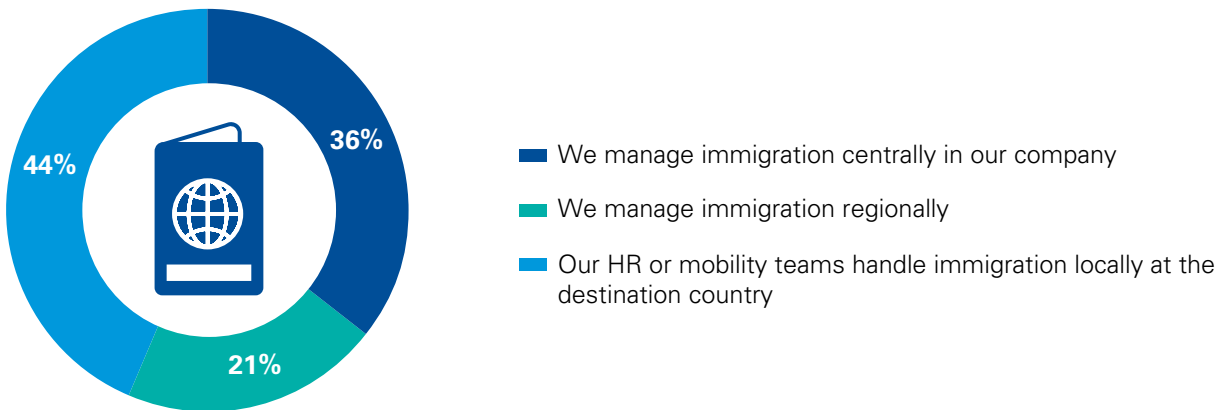 36%
44%
21%
We manage immigration centrally in our company
We manage immigration regionally
Our HR or mobility teams handle immigration locally at the
destination country